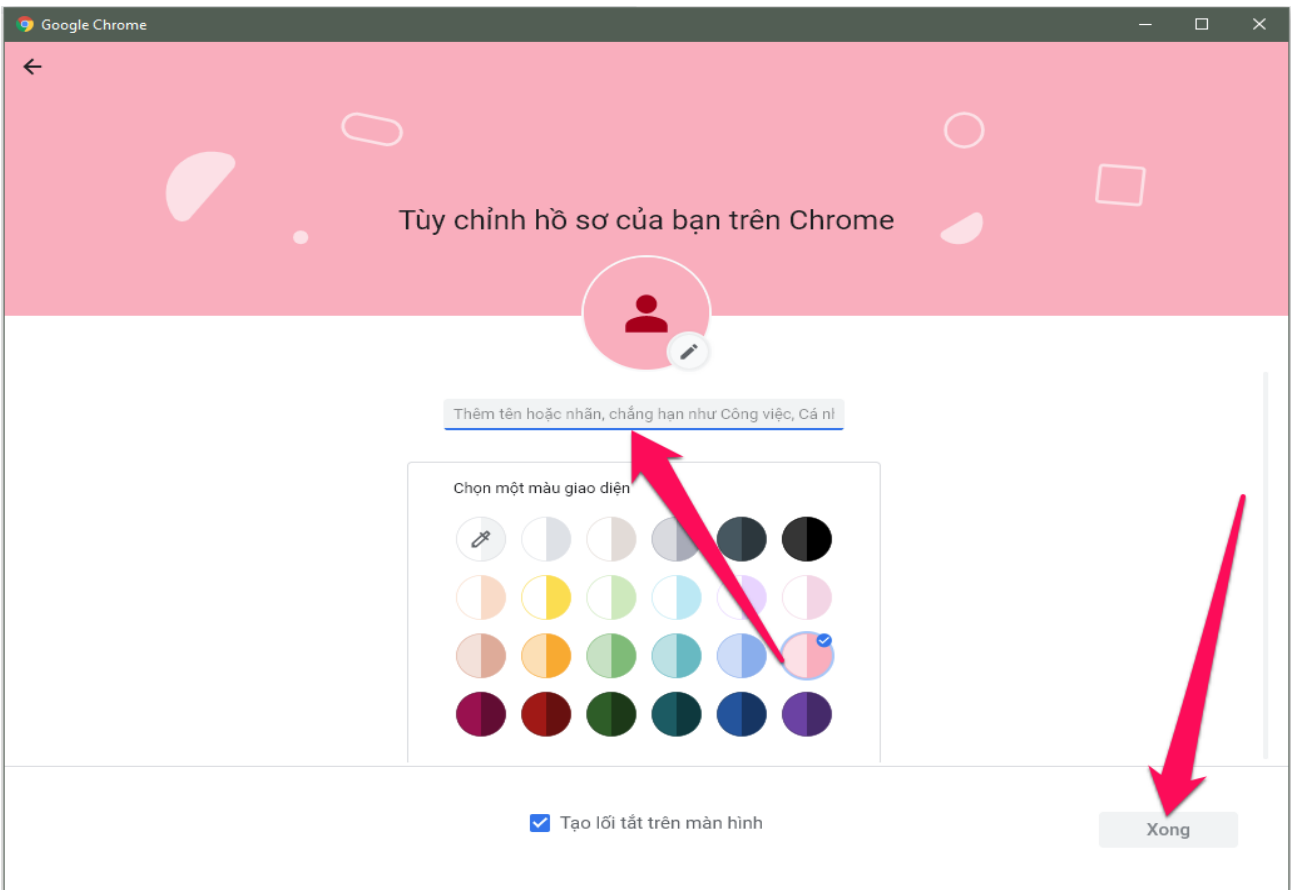 Google Chrome
Tùy chỉnh hồ sơ của bạn trên Chrome
Thêm tên hoặc nhãn, chẳng hạn như Công việc, Cá
Chọn một màu giao diện
Tạo lối tắt trên màn hình
Xong